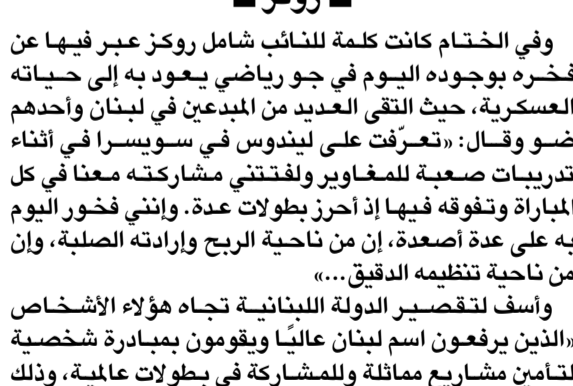 ■ روكز ■
وفي الختام كانت كلمة للنائب شامل روكز عبر فيها عن
فخره بوجوده اليوم في جو رياضي يعود به إلى حياته
العسكرية، حيث التقى العديد من المبدعين في لبنان وأحدهم
ضو وقال: «تعرّفت على ليندوس في سويسرا في أثناء
تدريبات صعبة للمغاوير ولفتتني مشاركته معنا في كل
المباراة وتفوقه فيها إذ أحرز بطولات عدة. وإنني فخور اليوم
به على عدة أصعدة، إن من ناحية الربح وإرادته الصلبة، وإن
من ناحية تنظيمه الدقيق...»
وأسف لتقصير الدولة اللبنانية تجاه هؤلاء الأشخاص
«الذين يرفعون اسم لبنان عاليًا ويقومون بمبادرة شخصية
لتأمين مشاريع مماثلة وللمشاركة في بطولات عالمية، وذلك